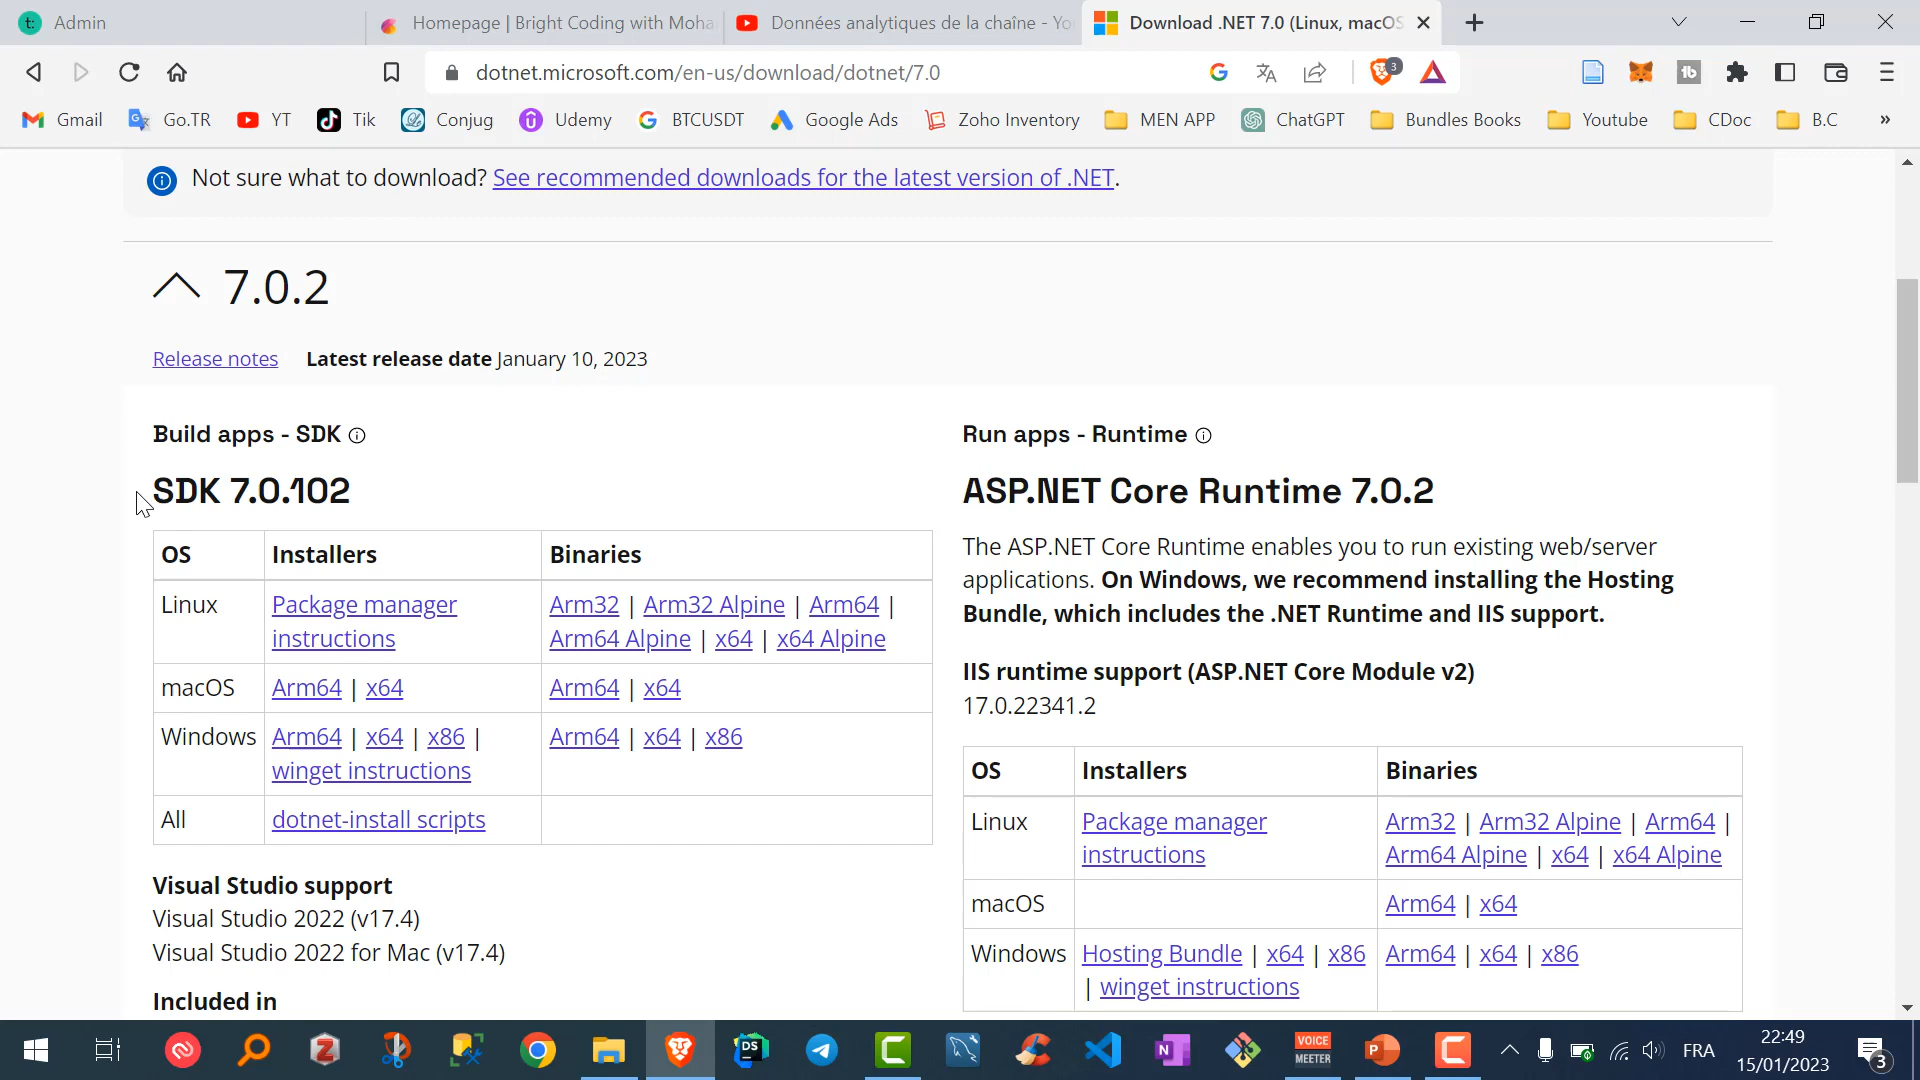 Admin
Homepage | Bright Coding with Moha
Données analytiques de la chaîne - Yo
Download .NET 7.0 (Linux, macOS
dotnet.microsoft.com/en-us/download/dotnet/7.0
3
Gmail
Go.TR
YT
Tik
Conjug
Udemy
BTCUSDT
Google Ads
Zoho Inventory
MEN APP
ChatGPT
Bundles Books
Youtube
CDoc
B.C
»
Not sure what to download? See recommended downloads for the latest version of .NET.
7.0.2
Release notes Latest release date January 10, 2023
Build apps - SDK
SDK 7.0.102
OS Installers Binaries
Linux Package manager instructions Arm32 | Arm32 Alpine | Arm64 |
Arm64 Alpine | x64 | x64 Alpine
macOS Arm64 | x64 Arm64 | x64
Windows Arm64 | x64 | x86 | Arm64 | x64 | x86
winget instructions
All dotnet-install scripts
Visual Studio support
Visual Studio 2022 (v17.4)
Visual Studio 2022 for Mac (v17.4)
Included in
Run apps - Runtime
ASP.NET Core Runtime 7.0.2
The ASP.NET Core Runtime enables you to run existing web/server
applications. On Windows, we recommend installing the Hosting
Bundle, which includes the .NET Runtime and IIS support.
IIS runtime support (ASP.NET Core Module v2)
17.0.22341.2
OS Installers Binaries
Linux Package manager instructions Arm32 | Arm32 Alpine | Arm64 |
Arm64 Alpine | x64 | x64 Alpine
macOS Arm64 | x64
Windows Hosting Bundle | x64 | x86 Arm64 | x64 | x86
| winget instructions
VOICE
MEETER
FRA
22:49
15/01/2023
3